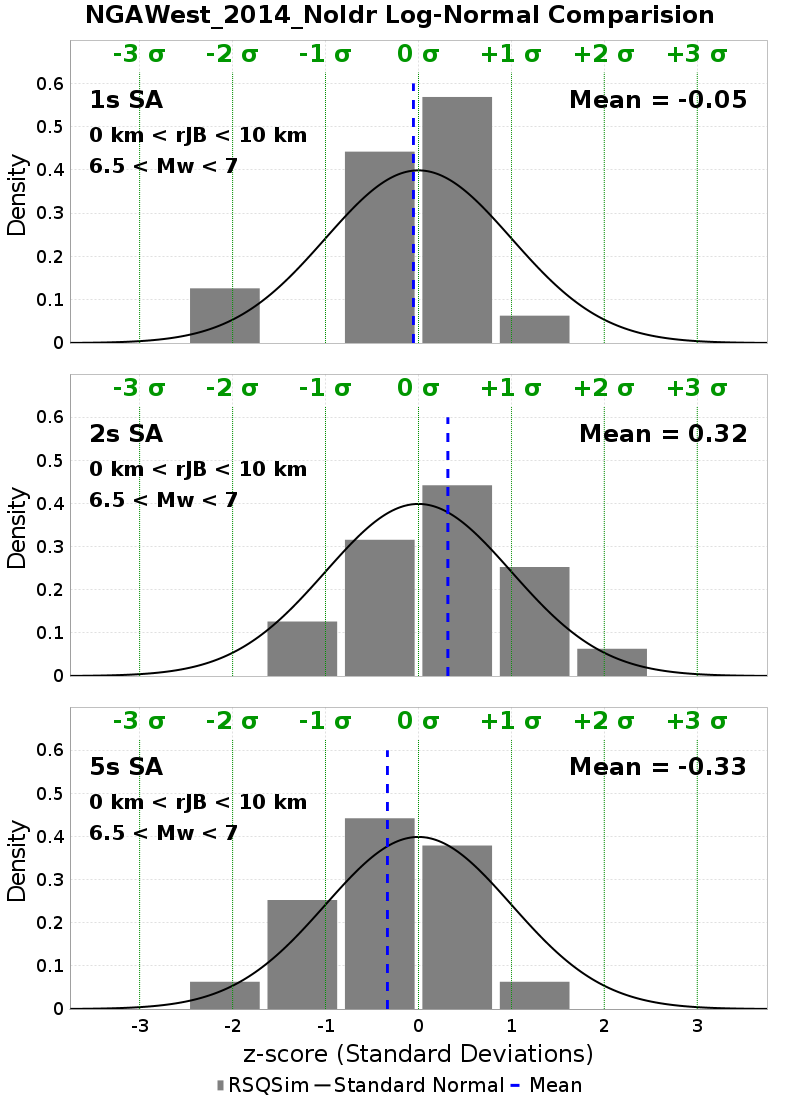 NGAWest_2014_NoIdr Log-Normal Comparision
-3 σ -2 σ -1 σ 0 σ +1 σ +2 σ +3 σ
1s SA Mean = -0.05
0 km < rJB < 10 km
6.5 < Mw < 7
Density
0.6
0.5
0.4
0.3
0.2
0.1
0
-3 σ -2 σ -1 σ 0 σ +1 σ +2 σ +3 σ
2s SA Mean = 0.32
0 km < rJB < 10 km
6.5 < Mw < 7
Density
0.6
0.5
0.4
0.3
0.2
0.1
0
-3 σ -2 σ -1 σ 0 σ +1 σ +2 σ +3 σ
5s SA Mean = -0.33
0 km < rJB < 10 km
6.5 < Mw < 7
Density
0.6
0.5
0.4
0.3
0.2
0.1
0
-3 -2 -1 0 1 2 3
z-score (Standard Deviations)
RSQSim Standard Normal Mean